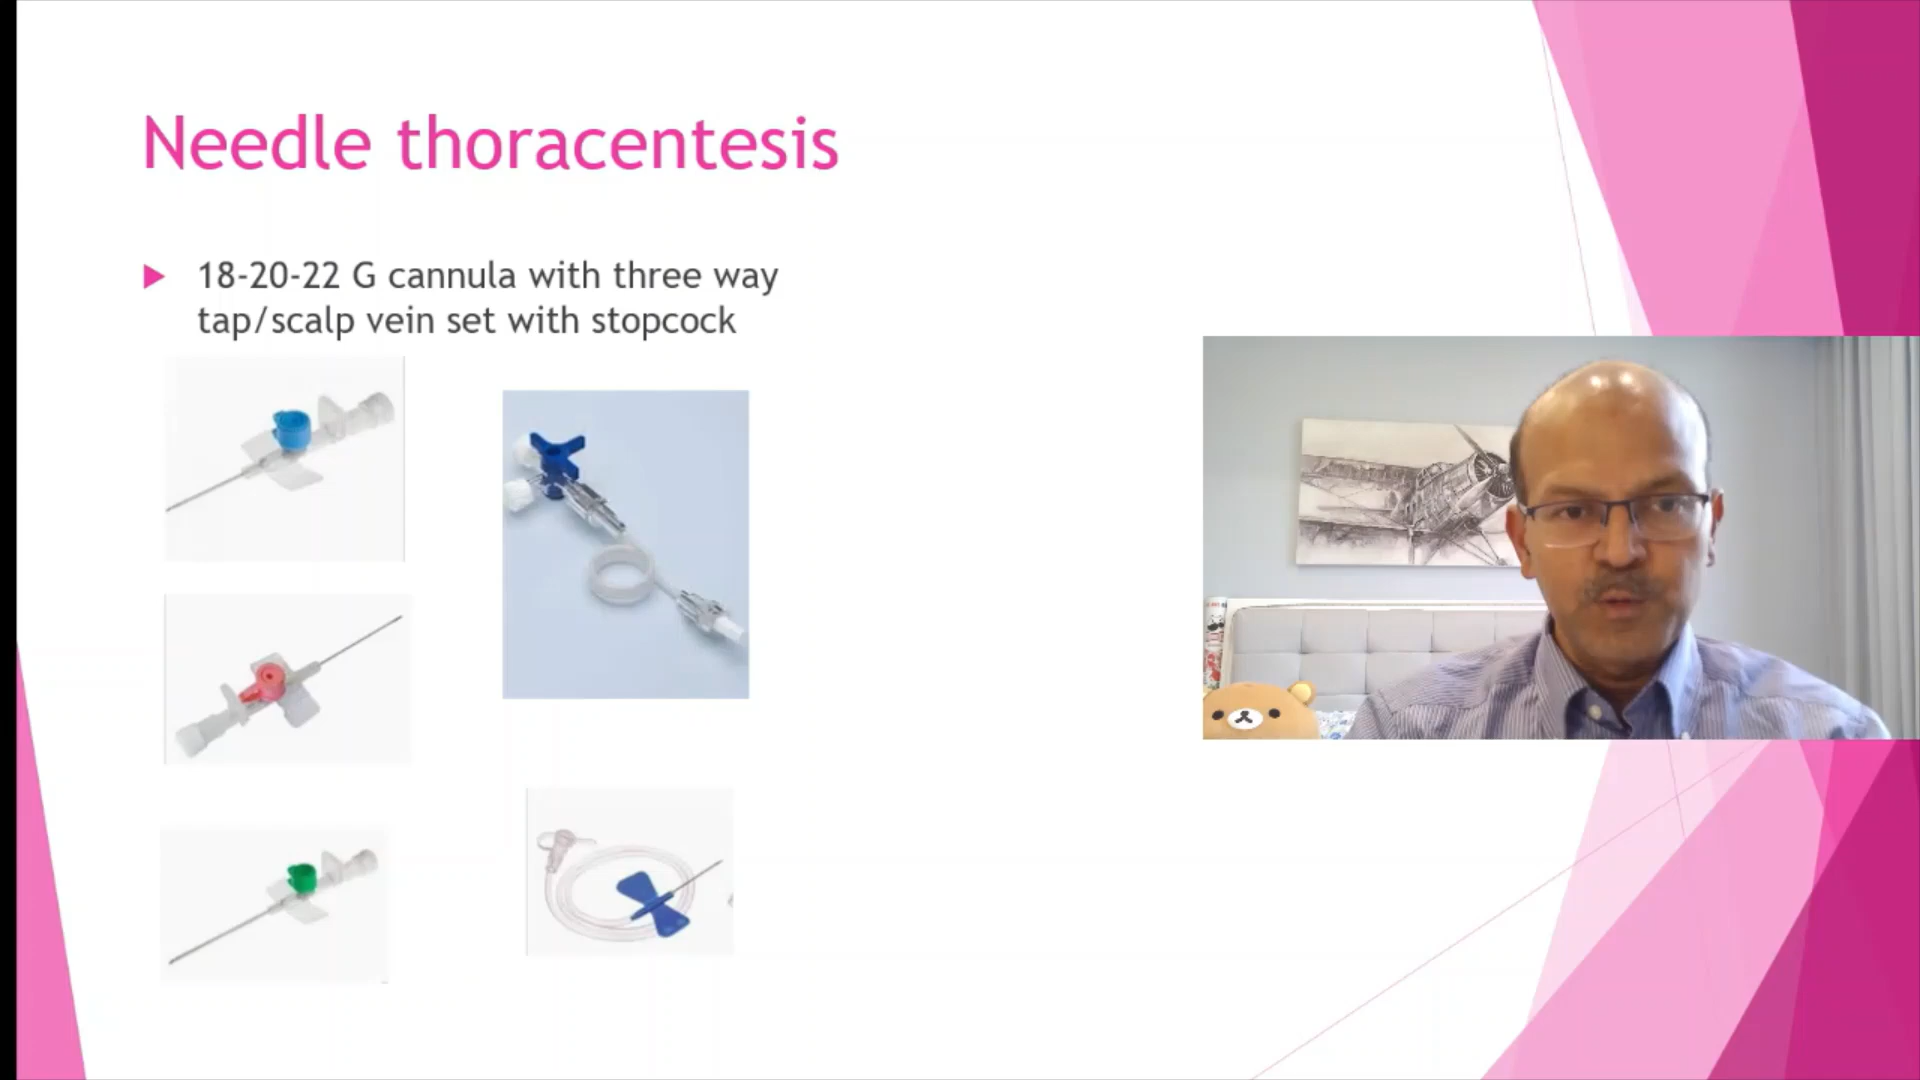 Needle thoracentesis
18-20-22 G cannula with three way
tap/scalp vein set with stopcock